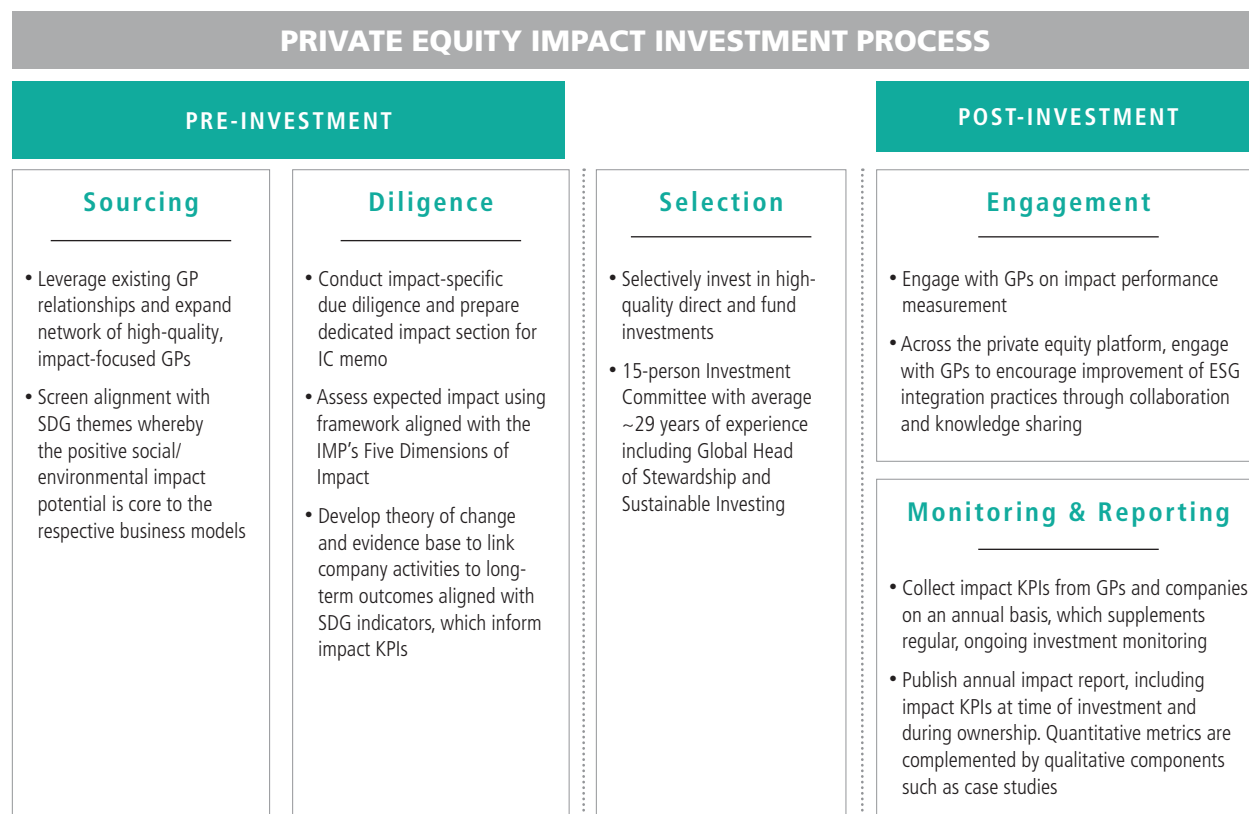 PRIVATE EQUITY IMPACT INVESTMENT PROCESS
PRE-INVESTMENT
Sourcing
• Leverage existing GP
relationships and expand
network of high-quality,
impact-focused GPs
• Screen alignment with
SDG themes whereby
the positive social/
environmental impact
potential is core to the
respective business models
Diligence
• Conduct impact-specific
due diligence and prepare
dedicated impact section for
IC memo
• Assess expected impact using
framework aligned with the
IMP's Five Dimensions of
Impact
• Develop theory of change
and evidence base to link
company activities to long-
term outcomes aligned with
SDG indicators, which inform
impact KPIs
Selection
• Selectively invest in high-
quality direct and fund
investments
• 15-person Investment
Committee with average
~29 years of experience
including Global Head
of Stewardship and
Sustainable Investing
POST-INVESTMENT
Engagement
• Engage with GPs on impact performance
measurement
• Across the private equity platform, engage
with GPs to encourage improvement of ESG
integration practices through collaboration
and knowledge sharing
Monitoring & Reporting
• Collect impact KPIs from GPs and companies
on an annual basis, which supplements
regular, ongoing investment monitoring
• Publish annual impact report, including
impact KPIs at time of investment and
during ownership. Quantitative metrics are
complemented by qualitative components
such as case studies